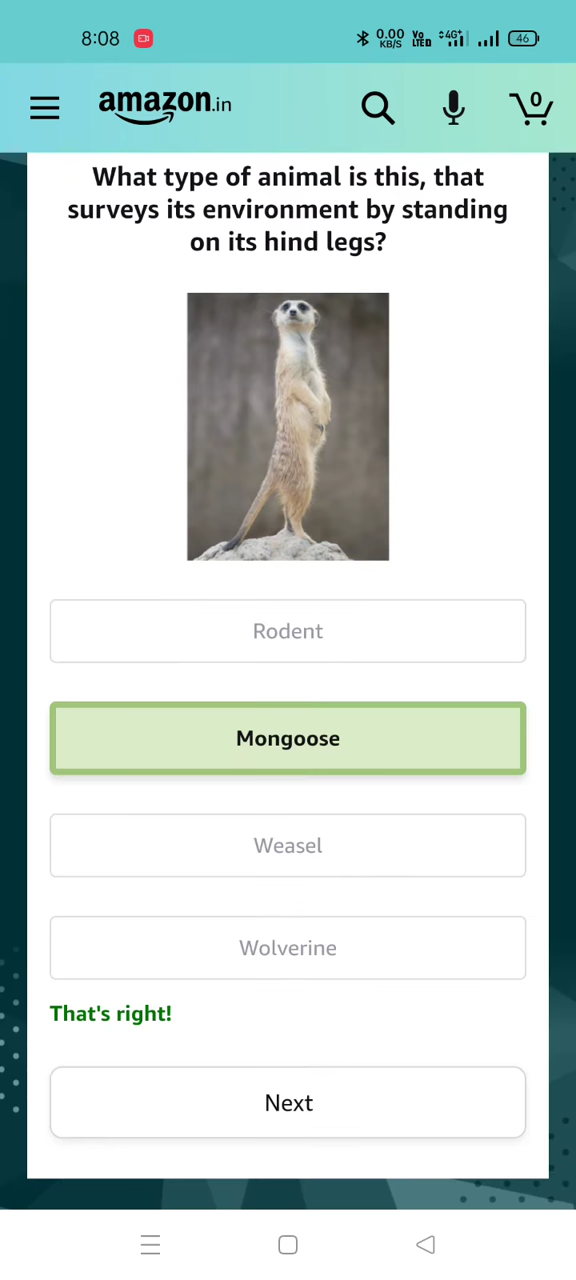 8:08
0.00 KB/S
Vo LTED
4G+
46
amazon.in
0
What type of animal is this, that
surveys its environment by standing
on its hind legs?
Rodent
Mongoose
Weasel
Wolverine
That's right!
Next